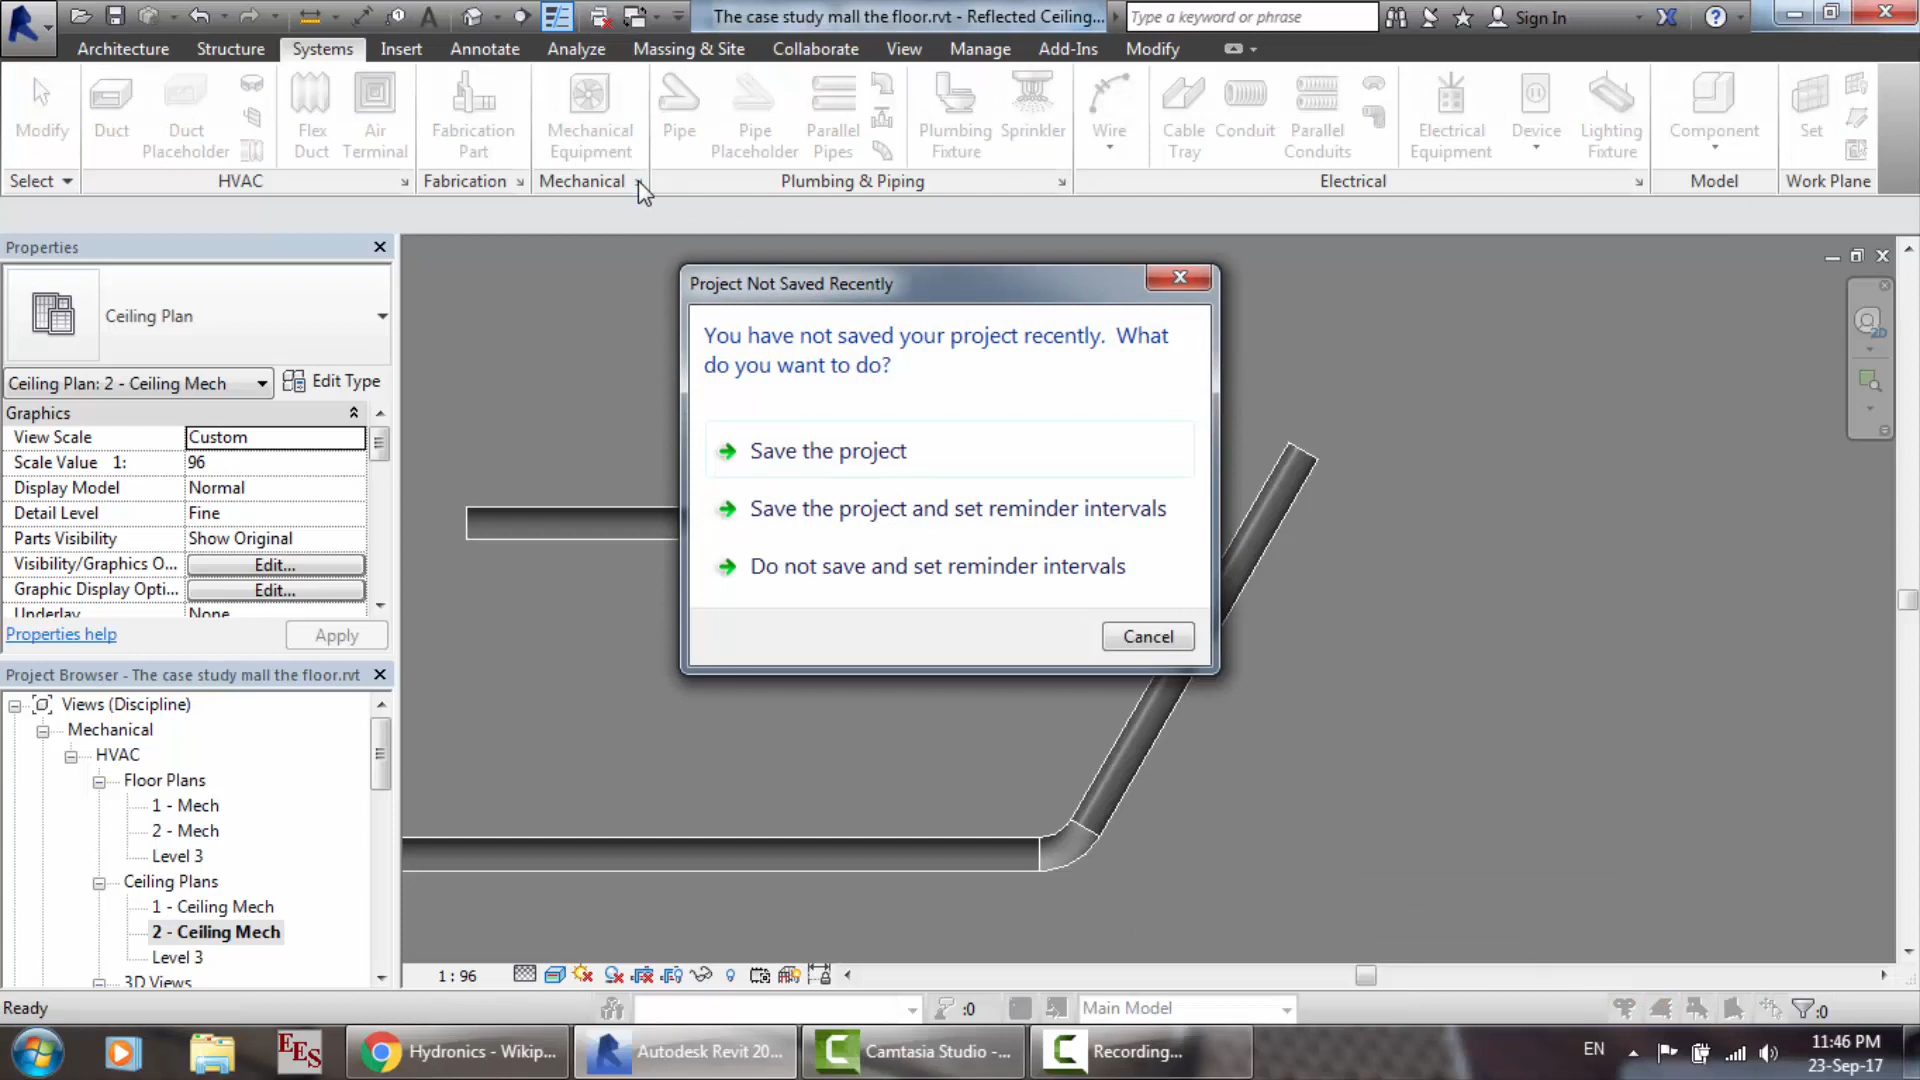 The case study mall the floor.rvt - Reflected Ceiling...
Type a keyword or phrase
Sign In
Architecture Structure Systems Insert Annotate Analyze Massing & Site Collaborate View Manage Add-Ins Modify
Modify
Duct
Duct Placeholder
Flex Duct
Air Terminal
Fabrication Part
Mechanical Equipment
Pipe
Pipe Placeholder
Parallel Pipes
Plumbing Fixture
Sprinkler
Wire
Cable Tray
Conduit
Parallel Conduits
Electrical Equipment
Device
Lighting Fixture
Component
Set
Select HVAC Fabrication Mechanical Plumbing & Piping Electrical Model Work Plane
Properties
Ceiling Plan
Ceiling Plan: 2 - Ceiling Mech Edit Type
Graphics
View Scale Custom
Scale Value 1: 96
Display Model Normal
Detail Level Fine
Parts Visibility Show Original
Visibility/Graphics O... Edit...
Graphic Display Opti... Edit...
Underlay None
Properties help Apply
Project Browser - The case study mall the floor.rvt
Views (Discipline)
Mechanical
HVAC
Floor Plans
1 - Mech
2 - Mech
Level 3
Ceiling Plans
1 - Ceiling Mech
2 - Ceiling Mech
Level 3
3D Views
Project Not Saved Recently
You have not saved your project recently. What
do you want to do?
Save the project
Save the project and set reminder intervals
Do not save and set reminder intervals
Cancel
2D
1 : 96
Ready
:0
Main Model
:0
EES
Hydronics - Wikip...
Autodesk Revit 20...
Camtasia Studio -...
Recording...
EN
11:46 PM
23-Sep-17